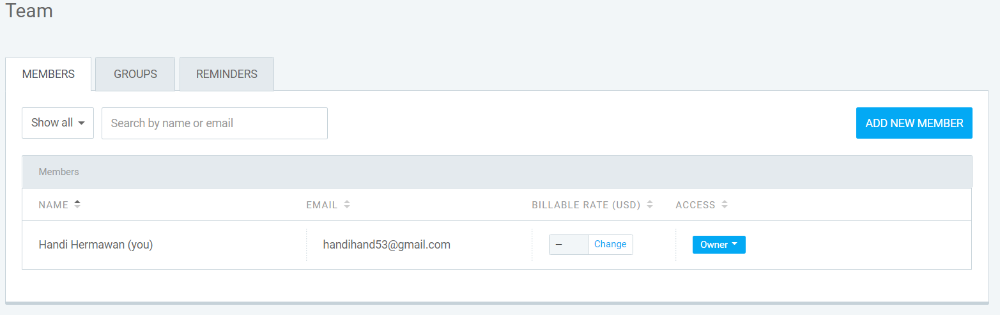 Team
MEMBERS GROUPS REMINDERS
Show all Search by name or email ADD NEW MEMBER
Members
NAME EMAIL BILLABLE RATE (USD) ACCESS
Handi Hermawan (you) handihand53@gmail.com – Change Owner